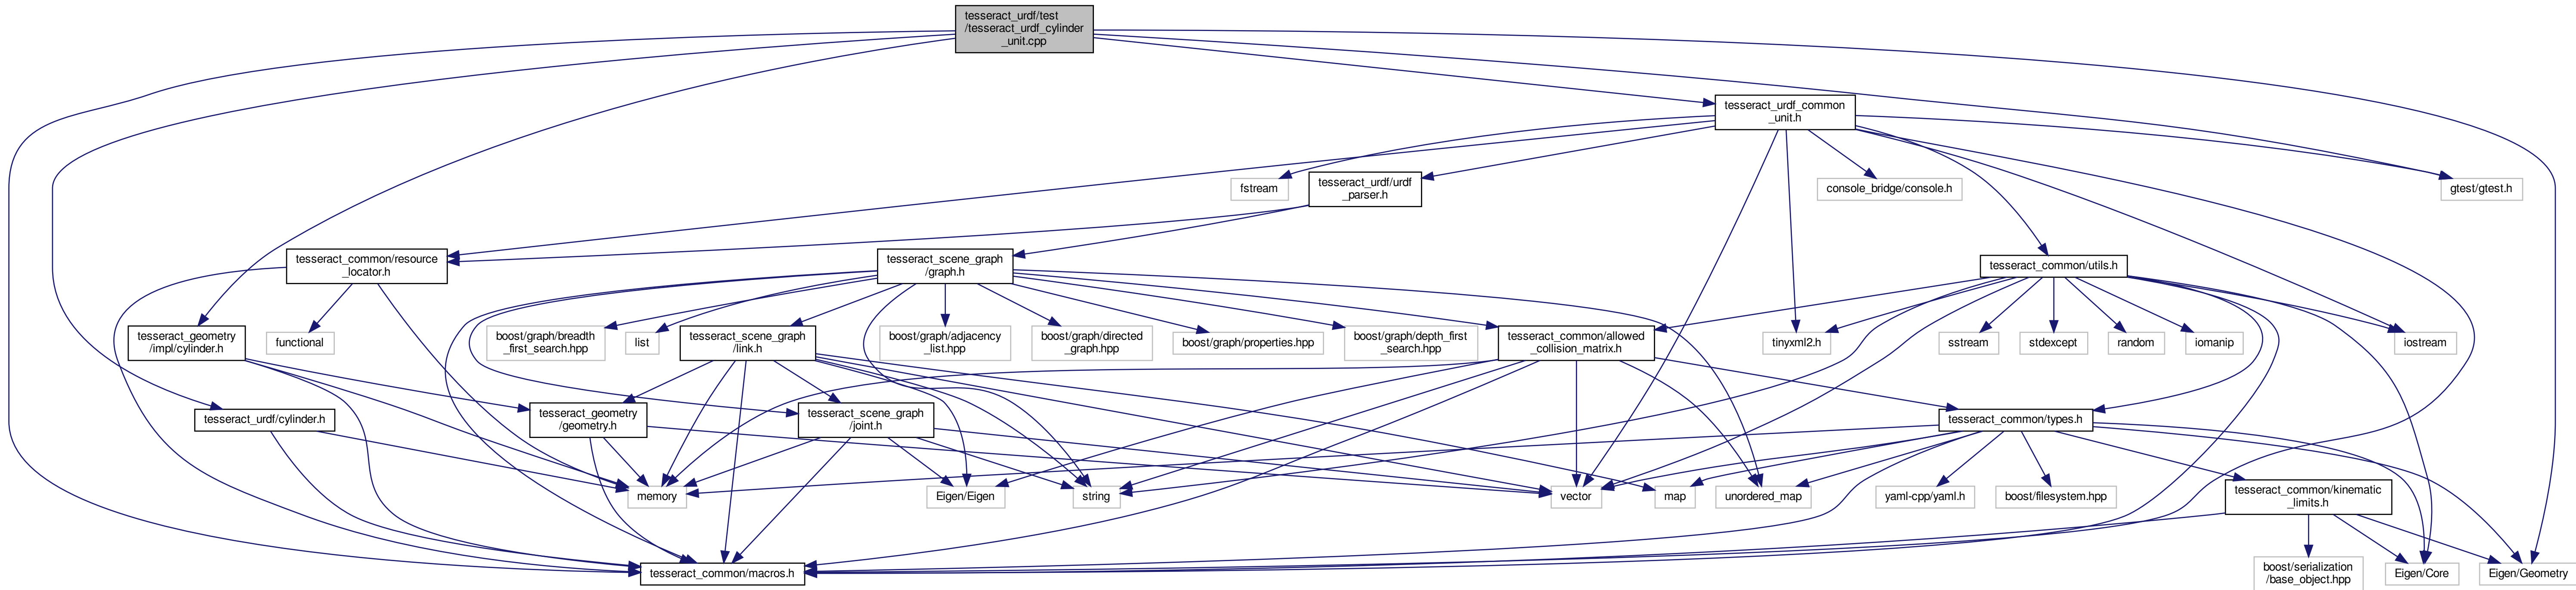 tesseract_urdf/test
/tesseract_urdf_cylinder
_unit.cpp
tesseract_urdf_common
_unit.h
fstream
tesseract_urdf/urdf
_parser.h
console_bridge/console.h
gtest/gtest.h
tesseract_common/resource
_locator.h
tesseract_scene_graph
/graph.h
tesseract_common/utils.h
tesseract_geometry
/impl/cylinder.h
functional
boost/graph/breadth
_first_search.hpp
list
tesseract_scene_graph
/link.h
boost/graph/adjacency
_list.hpp
boost/graph/directed
_graph.hpp
boost/graph/properties.hpp
boost/graph/depth_first
_search.hpp
tesseract_common/allowed
_collision_matrix.h
tinyxml2.h
sstream
stdexcept
random
iomanip
iostream
tesseract_urdf/cylinder.h
tesseract_geometry
/geometry.h
tesseract_scene_graph
/joint.h
tesseract_common/types.h
memory
Eigen/Eigen
string
vector
map
unordered_map
yaml-cpp/yaml.h
boost/filesystem.hpp
tesseract_common/kinematic
_limits.h
tesseract_common/macros.h
boost/serialization
/base_object.hpp
Eigen/Core
Eigen/Geometry